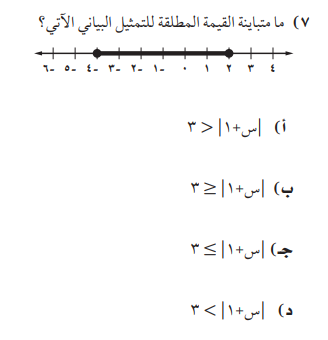 ٧) ما متباينة القيمة المطلقة للتمثيل البياني الآتي؟
٤ ٣ ٢ ١ ٠ -١ -٢ -٣ -٤ -٥ -٦
أ) |س+١| < ٣
ب) |س+١| ≤ ٣
جـ) |س+١| ≥ ٣
د) |س+١| > ٣